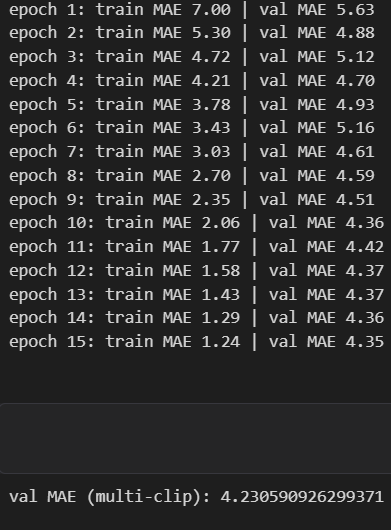 epoch 1: train MAE 7.00 | val MAE 5.63
epoch 2: train MAE 5.30 | val MAE 4.88
epoch 3: train MAE 4.72 | val MAE 5.12
epoch 4: train MAE 4.21 | val MAE 4.70
epoch 5: train MAE 3.78 | val MAE 4.93
epoch 6: train MAE 3.43 | val MAE 5.16
epoch 7: train MAE 3.03 | val MAE 4.61
epoch 8: train MAE 2.70 | val MAE 4.59
epoch 9: train MAE 2.35 | val MAE 4.51
epoch 10: train MAE 2.06 | val MAE 4.36
epoch 11: train MAE 1.77 | val MAE 4.42
epoch 12: train MAE 1.58 | val MAE 4.37
epoch 13: train MAE 1.43 | val MAE 4.37
epoch 14: train MAE 1.29 | val MAE 4.36
epoch 15: train MAE 1.24 | val MAE 4.35
val MAE (multi-clip): 4.230590926299371